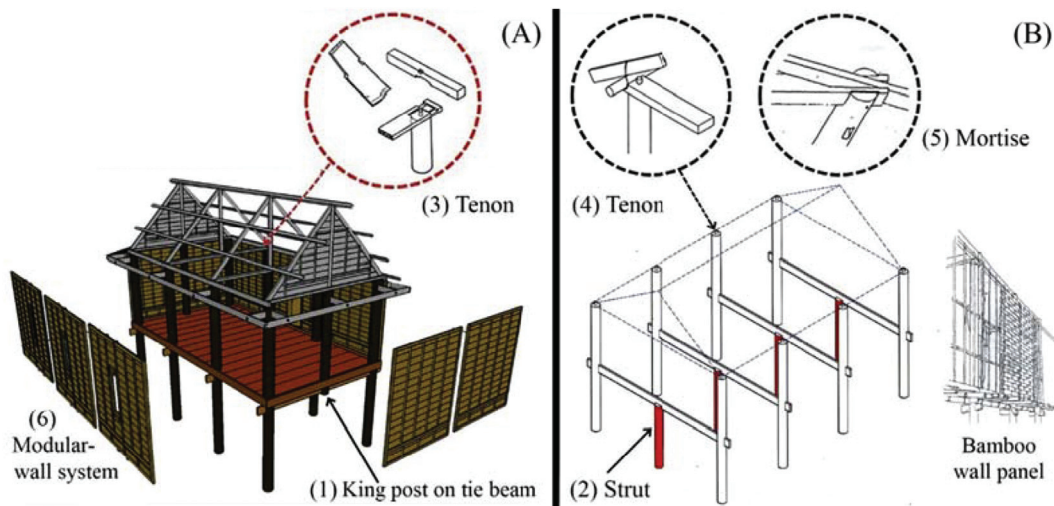 (A)
(3) Tenon
(6)
Modular-
wall system
(1) King post on tie beam
(B)
(5) Mortise
(4) Tenon
(2) Strut
Bamboo
wall panel